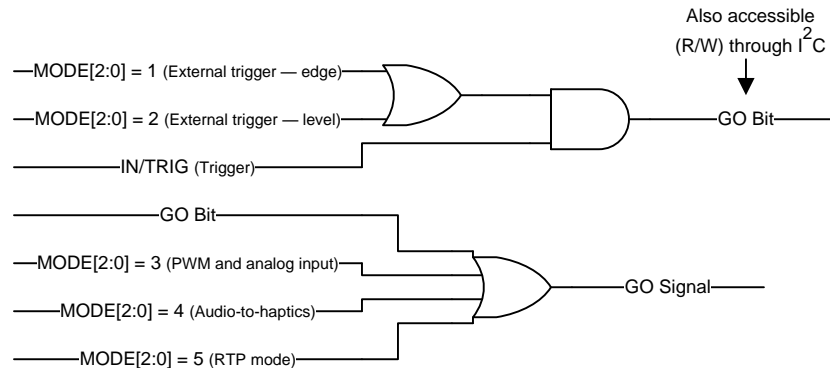 Also accessible
(R/W) through I²C
MODE[2:0] = 1 (External trigger — edge)
MODE[2:0] = 2 (External trigger — level)
GO Bit
IN/TRIG (Trigger)
GO Bit
MODE[2:0] = 3 (PWM and analog input)
GO Signal
MODE[2:0] = 4 (Audio-to-haptics)
MODE[2:0] = 5 (RTP mode)